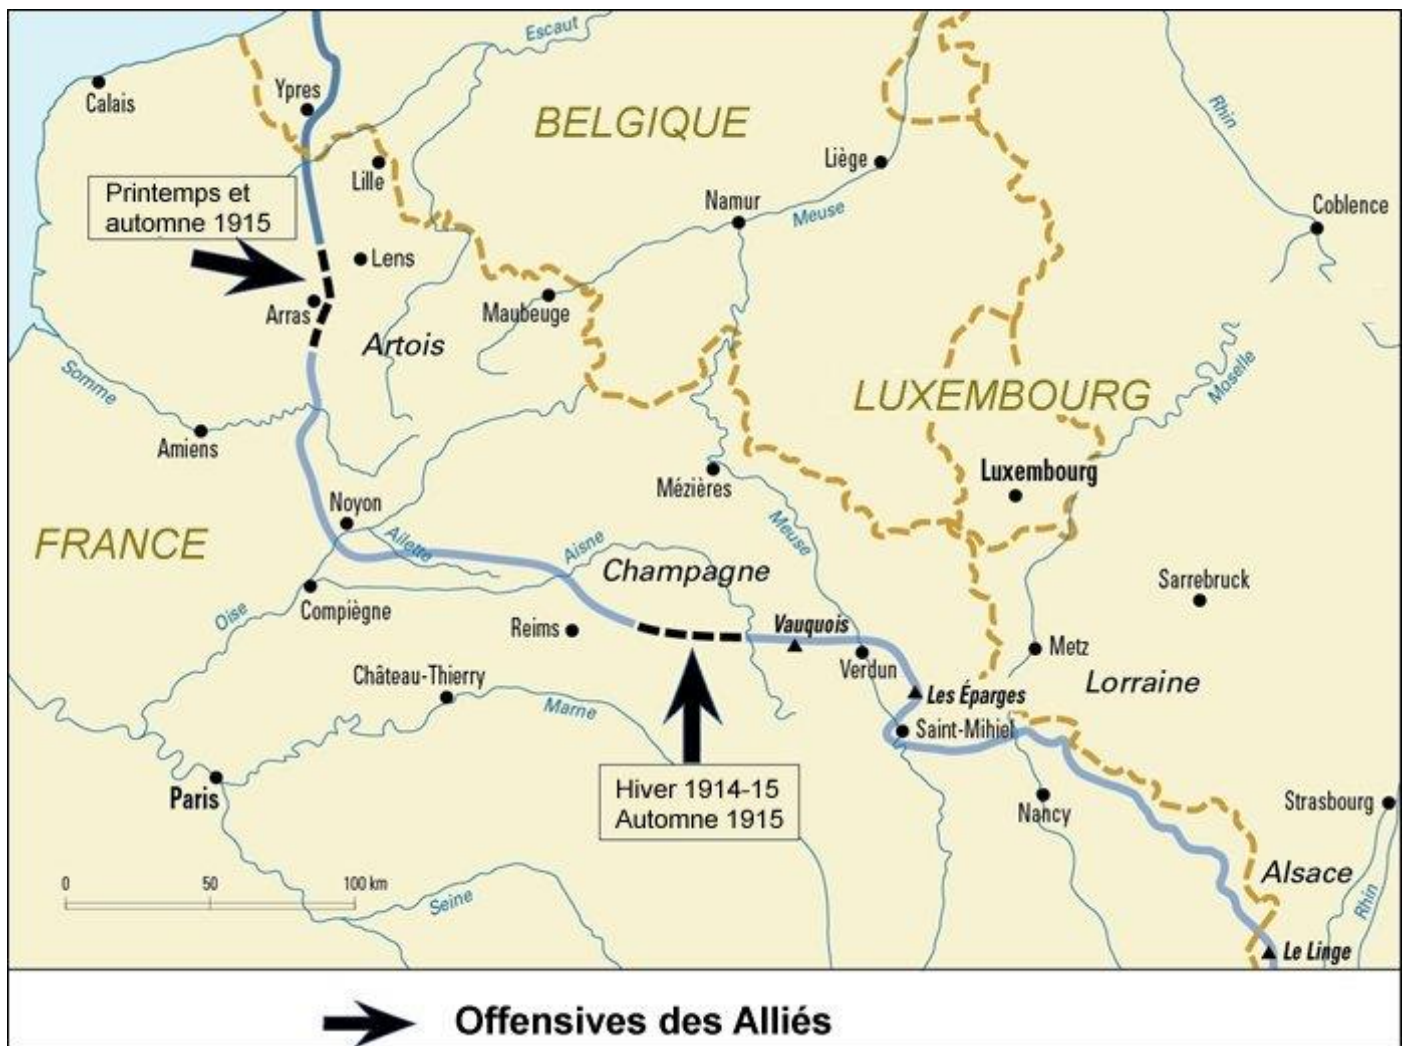 Escaut
Calais
Ypres
BELGIQUE
Rhin
Liège
Lille
Printemps et
automne 1915
Namur
Meuse
Coblence
Lens
Arras
Maubeuge
Artois
Somme
Moselle
LUXEMBOURG
Amiens
Luxembourg
Mézières
Noyon
Meuse
FRANCE
Ailette
Aisne
Champagne
Sarrebruck
Oise
Compiègne
Reims
Vauquois
Verdun
Metz
Château-Thierry
Lorraine
Les Éparges
Marne
Saint-Mihiel
Paris
Hiver 1914-15
Automne 1915
Nancy
Strasbourg
0 50 100 km
Seine
Alsace
Rhin
Le Linge
Offensives des Alliés